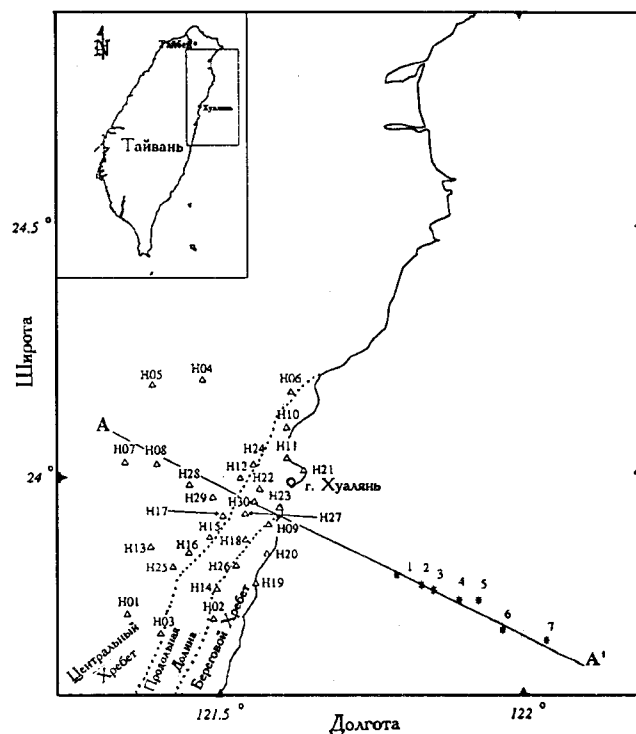 N
Тайбей
Хуалянь
Тайвань
24.5 °
Широта
H05
H04
H06
A
H10
H11
H07
H08
H24
H12
H21
H28
H22
г. Хуалянь
24 °
H29
H30
H23
H17
H27
H15
H09
H13
H16
H18
H20
H25
H26
H19
H14
H01
H02
H03
1
2
3
4
5
6
7
A'
Центральный
Хребет
Продольная
Долина
Береговой Хребет
121.5 °
122 °
Долгота